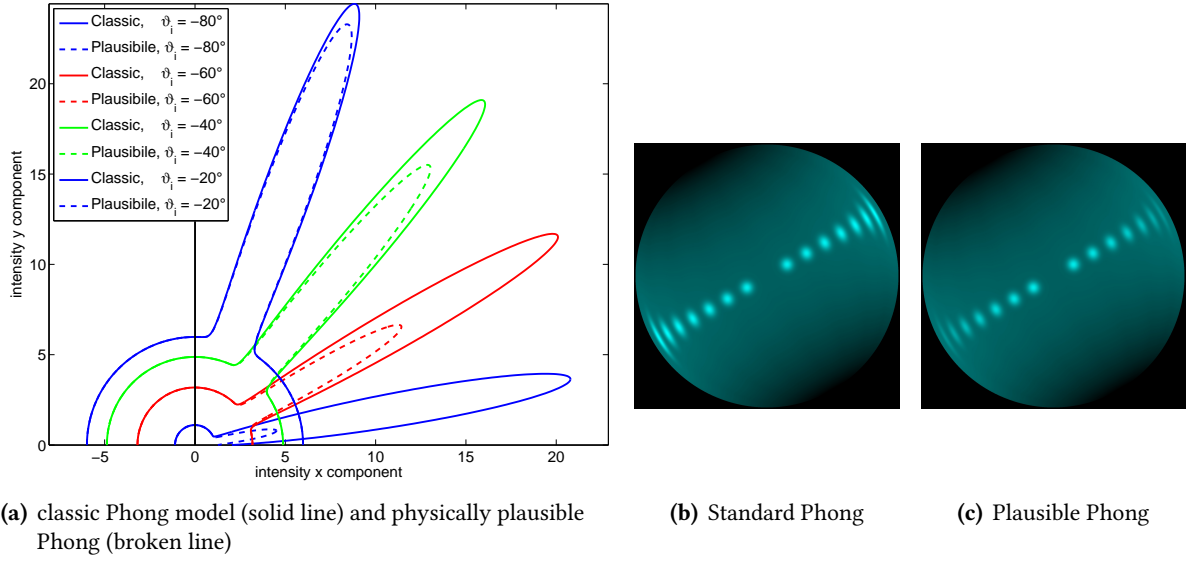 Classic, ϑi = −80°
Plausibile, ϑi = −80°
Classic, ϑi = −60°
Plausibile, ϑi = −60°
Classic, ϑi = −40°
Plausibile, ϑi = −40°
Classic, ϑi = −20°
Plausibile, ϑi = −20°
intensity y component
20
15
10
5
0
−5 0 5 10 15 20
intensity x component
(a) classic Phong model (solid line) and physically plausible
Phong (broken line)
(b) Standard Phong
(c) Plausible Phong